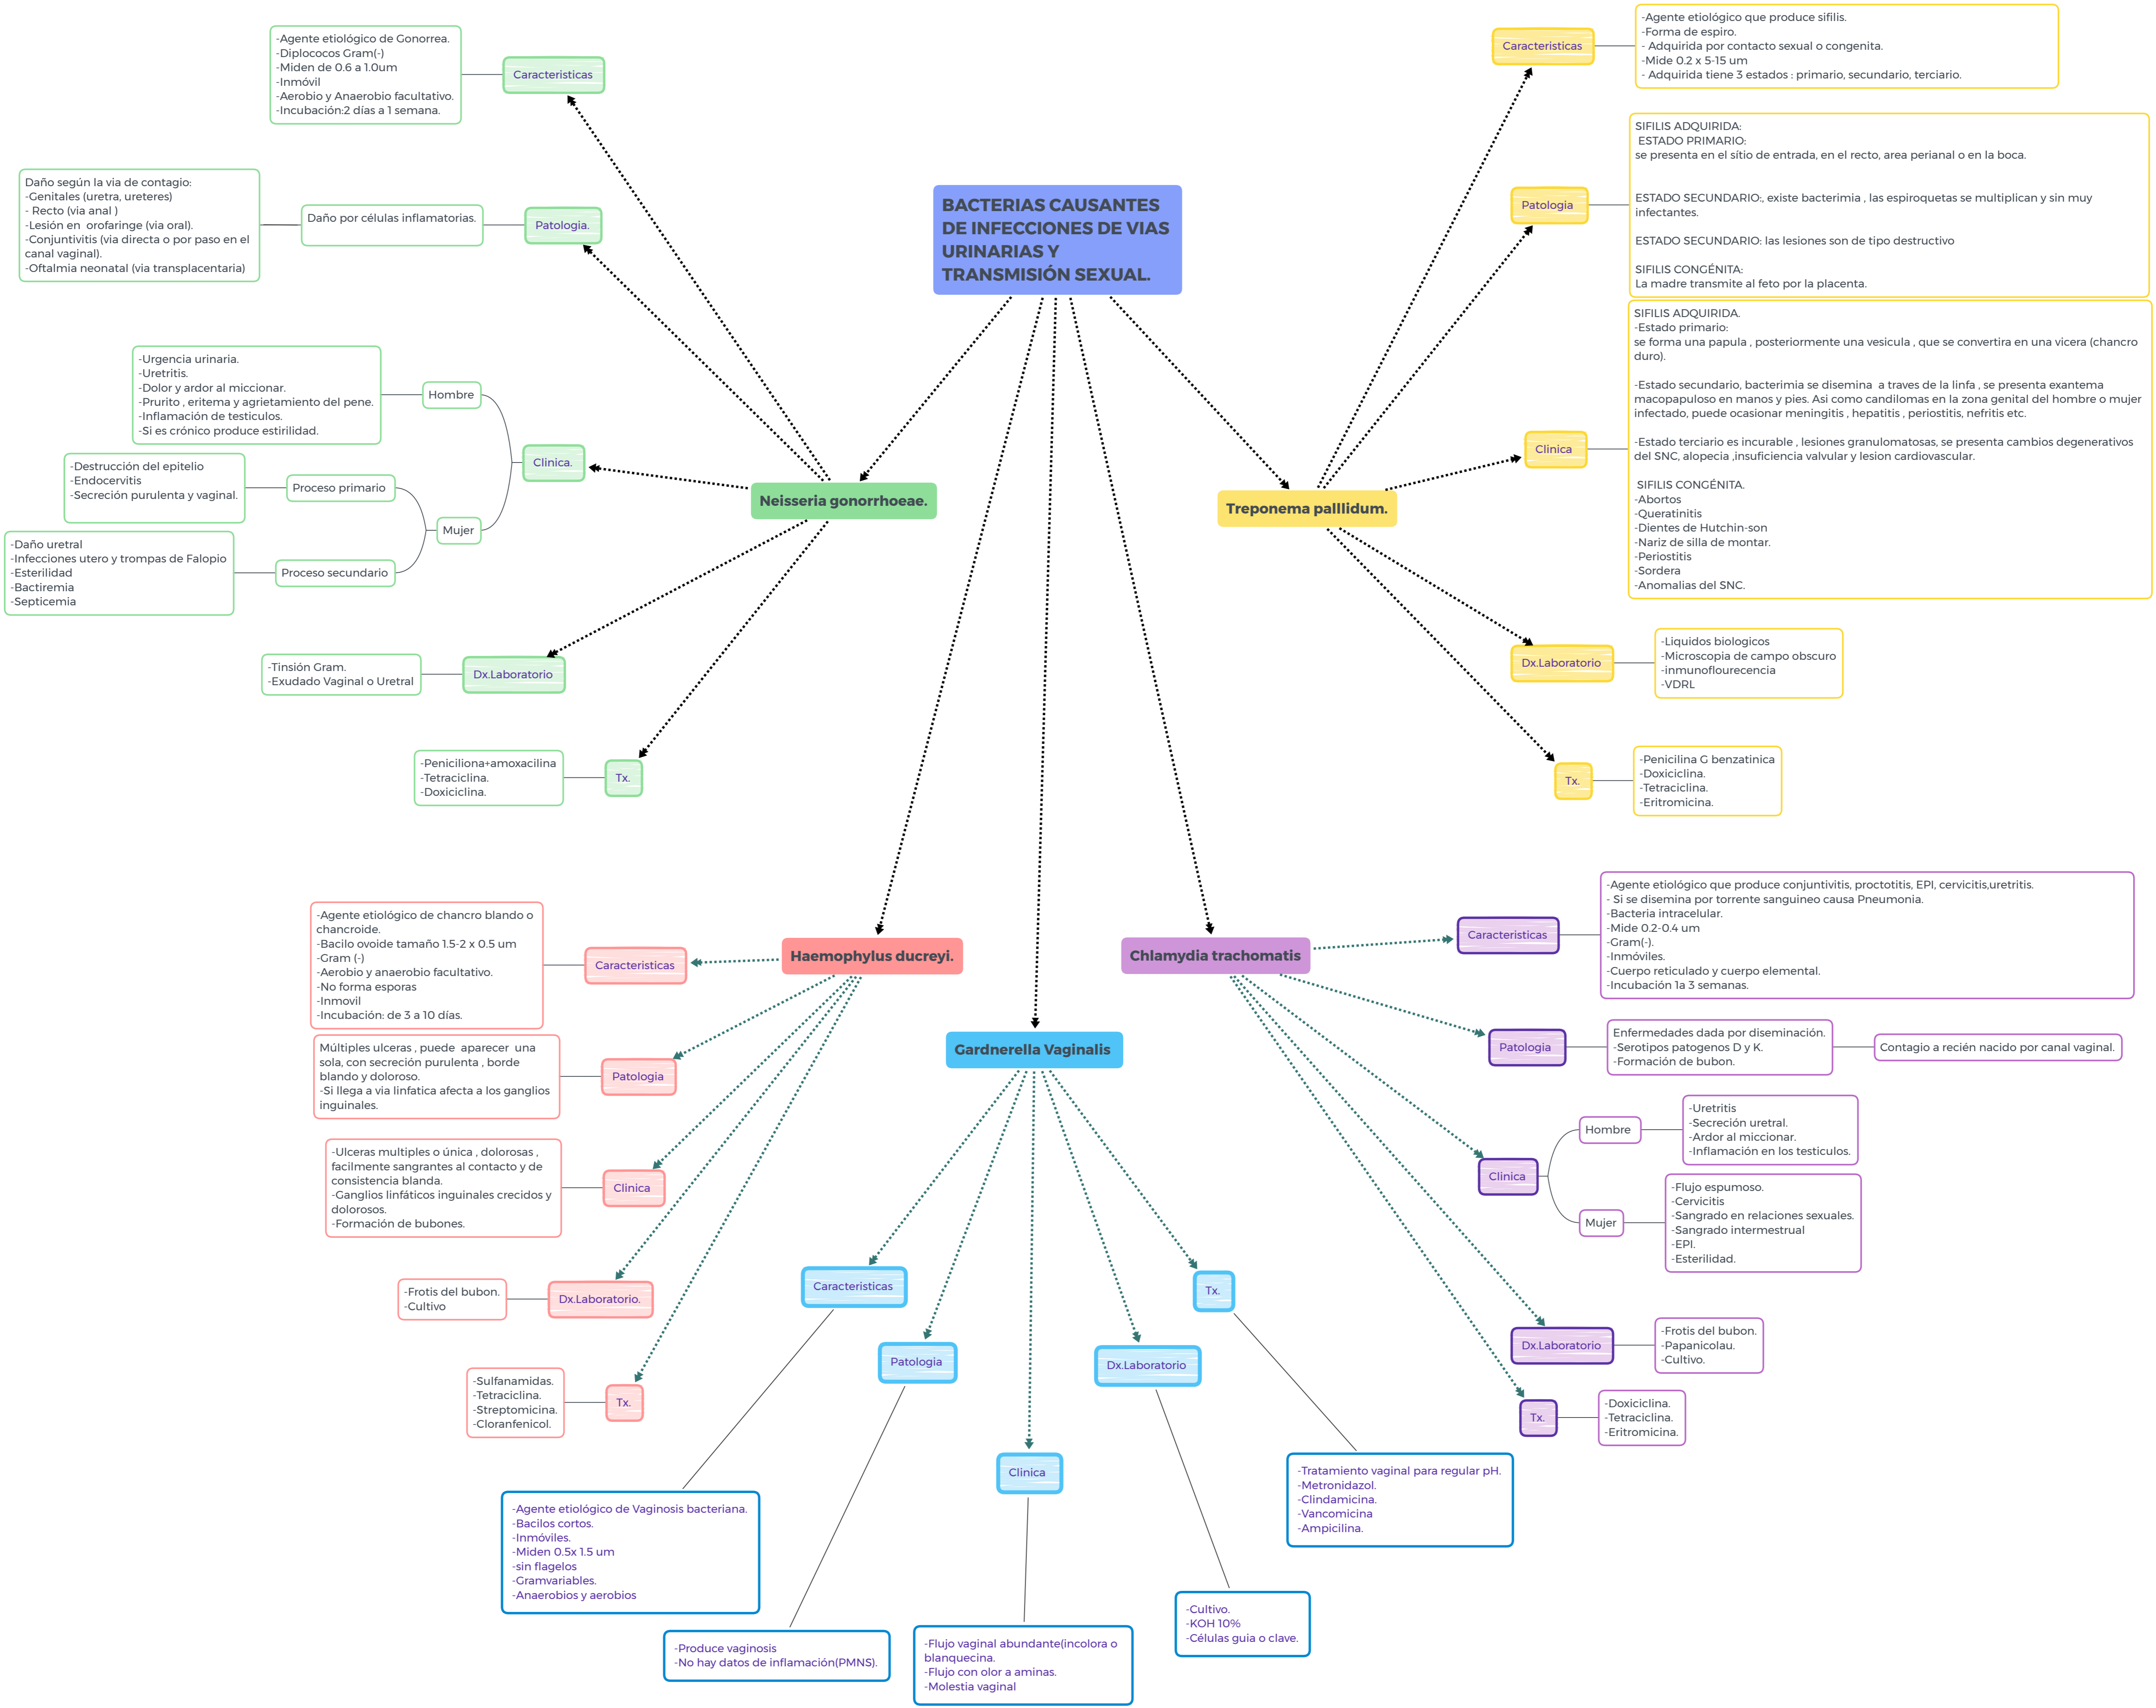 BACTERIAS CAUSANTES
DE INFECCIONES DE VIAS
URINARIAS Y
TRANSMISIÓN SEXUAL.
Neisseria gonorrhoeae.
Caracteristicas
-Agente etiológico de Gonorrea.
-Diplococos Gram(-)
-Miden de 0.6 a 1.0um
-Inmóvil
-Aerobio y Anaerobio facultativo.
-Incubación:2 días a 1 semana.
Patologia.
Daño por células inflamatorias.
Daño según la via de contagio:
-Genitales (uretra, ureteres)
- Recto (via anal )
-Lesión en  orofaringe (via oral).
-Conjuntivitis (via directa o por paso en el
canal vaginal).
-Oftalmia neonatal (via transplacentaria)
Clinica.
Hombre
-Urgencia urinaria.
-Uretritis.
-Dolor y ardor al miccionar.
-Prurito , eritema y agrietamiento del pene.
-Inflamación de testiculos.
-Si es crónico produce estirilidad.
Mujer
Proceso primario
-Destrucción del epitelio
-Endocervitis
-Secreción purulenta y vaginal.
Proceso secundario
-Daño uretral
-Infecciones utero y trompas de Falopio
-Esterilidad
-Bactiremia
-Septicemia
Dx.Laboratorio
-Tinsión Gram.
-Exudado Vaginal o Uretral
Tx.
-Peniciliona+amoxacilina
-Tetraciclina.
-Doxiciclina.
Treponema palllidum.
Caracteristicas
-Agente etiológico que produce sifilis.
-Forma de espiro.
- Adquirida por contacto sexual o congenita.
-Mide 0.2 x 5-15 um
- Adquirida tiene 3 estados : primario, secundario, terciario.
Patologia
SIFILIS ADQUIRIDA:
ESTADO PRIMARIO:
se presenta en el sítio de entrada, en el recto, area perianal o en la boca.
ESTADO SECUNDARIO:, existe bacterimia , las espiroquetas se multiplican y sin muy
infectantes.
ESTADO SECUNDARIO: las lesiones son de tipo destructivo
SIFILIS CONGÉNITA:
La madre transmite al feto por la placenta.
Clinica
SIFILIS ADQUIRIDA.
-Estado primario:
se forma una papula , posteriormente una vesicula , que se convertira en una vicera (chancro
duro).
-Estado secundario, bacterimia se disemina  a traves de la linfa , se presenta exantema
macopapuloso en manos y pies. Asi como candilomas en la zona genital del hombre o mujer
infectado, puede ocasionar meningitis , hepatitis , periostitis, nefritis etc.
-Estado terciario es incurable , lesiones granulomatosas, se presenta cambios degenerativos
del SNC, alopecia ,insuficiencia valvular y lesion cardiovascular.
SIFILIS CONGÉNITA.
-Abortos
-Queratinitis
-Dientes de Hutchin-son
-Nariz de silla de montar.
-Periostitis
-Sordera
-Anomalias del SNC.
Dx.Laboratorio
-Liquidos biologicos
-Microscopia de campo obscuro
-inmunoflourecencia
-VDRL
Tx.
-Penicilina G benzatinica
-Doxiciclina.
-Tetraciclina.
-Eritromicina.
Haemophylus ducreyi.
Caracteristicas
-Agente etiológico de chancro blando o
chancroide.
-Bacilo ovoide tamaño 1.5-2 x 0.5 um
-Gram (-)
-Aerobio y anaerobio facultativo.
-No forma esporas
-Inmovil
-Incubación: de 3 a 10 días.
Patologia
Múltiples ulceras , puede  aparecer  una
sola, con secreción purulenta , borde
blando y doloroso.
-Si llega a via linfatica afecta a los ganglios
inguinales.
Clinica
-Ulceras multiples o única , dolorosas ,
facilmente sangrantes al contacto y de
consistencia blanda.
-Ganglios linfáticos inguinales crecidos y
dolorosos.
-Formación de bubones.
Dx.Laboratorio.
-Frotis del bubon.
-Cultivo
Tx.
-Sulfanamidas.
-Tetraciclina.
-Streptomicina.
-Cloranfenicol.
Gardnerella Vaginalis
Caracteristicas
-Agente etiológico de Vaginosis bacteriana.
-Bacilos cortos.
-Inmóviles.
-Miden 0.5x 1.5 um
-sin flagelos
-Gramvariables.
-Anaerobios y aerobios
Patologia
-Produce vaginosis
-No hay datos de inflamación(PMNS).
Clinica
-Flujo vaginal abundante(incolora o
blanquecina.
-Flujo con olor a aminas.
-Molestia vaginal
Dx.Laboratorio
-Cultivo.
-KOH 10%
-Células guia o clave.
Tx.
-Tratamiento vaginal para regular pH.
-Metronidazol.
-Clindamicina.
-Vancomicina
-Ampicilina.
Chlamydia trachomatis
Caracteristicas
-Agente etiológico que produce conjuntivitis, proctotitis, EPI, cervicitis,uretritis.
- Si se disemina por torrente sanguineo causa Pneumonia.
-Bacteria intracelular.
-Mide 0.2-0.4 um
-Gram(-).
-Inmóviles.
-Cuerpo reticulado y cuerpo elemental.
-Incubación 1a 3 semanas.
Patologia
Enfermedades dada por diseminación.
-Serotipos patogenos D y K.
-Formación de bubon.
Contagio a recién nacido por canal vaginal.
Clinica
Hombre
-Uretritis
-Secreción uretral.
-Ardor al miccionar.
-Inflamación en los testiculos.
Mujer
-Flujo espumoso.
-Cervicitis
-Sangrado en relaciones sexuales.
-Sangrado intermestrual
-EPI.
-Esterilidad.
Dx.Laboratorio
-Frotis del bubon.
-Papanicolau.
-Cultivo.
Tx.
-Doxiciclina.
-Tetraciclina.
-Eritromicina.